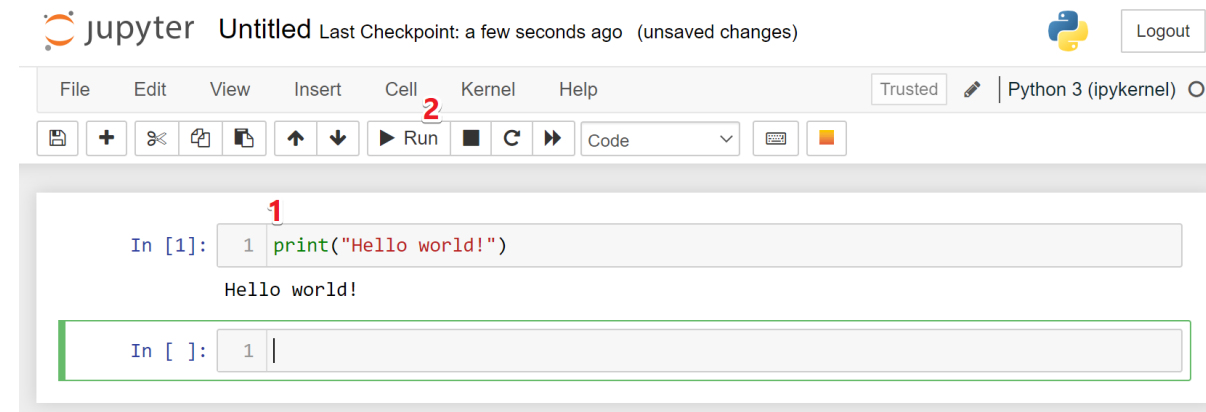 jupyter Untitled Last Checkpoint: a few seconds ago (unsaved changes) Logout
File Edit View Insert Cell Kernel Help Trusted Python 3 (ipykernel)
2
Run Code
1
In [1]: 1 print("Hello world!")
Hello world!
In [ ]: 1